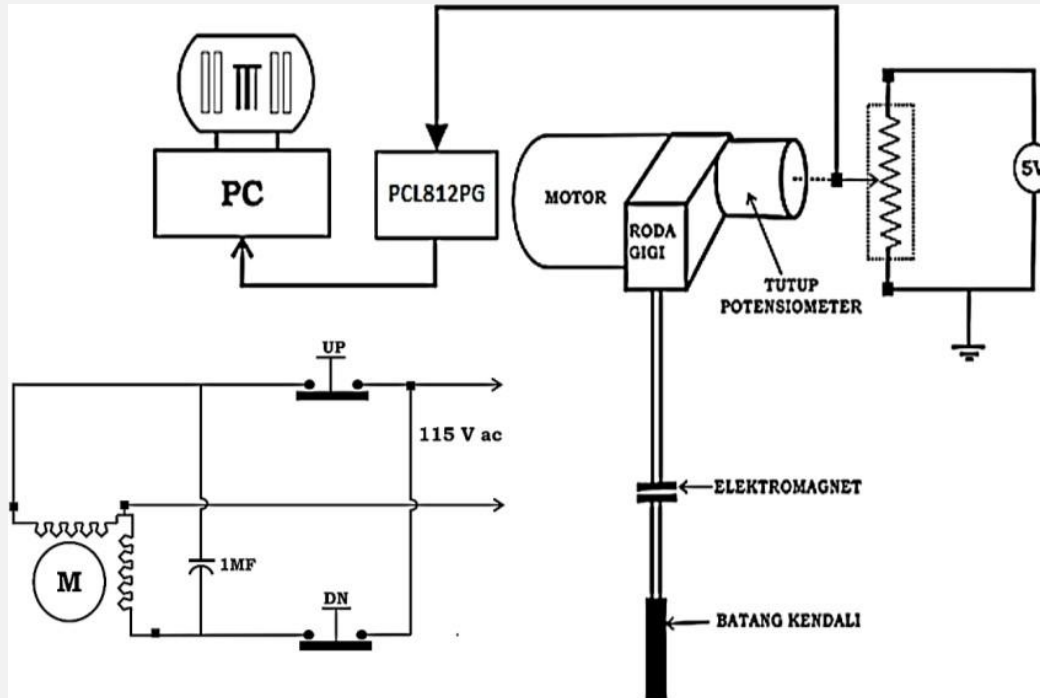 PC
PCL812PG
MOTOR
RODA
GIGI
5V
TUTUP
POTENSIOMETER
UP
115 V ac
ELEKTROMAGNET
M
1MF
DN
BATANG KENDALI